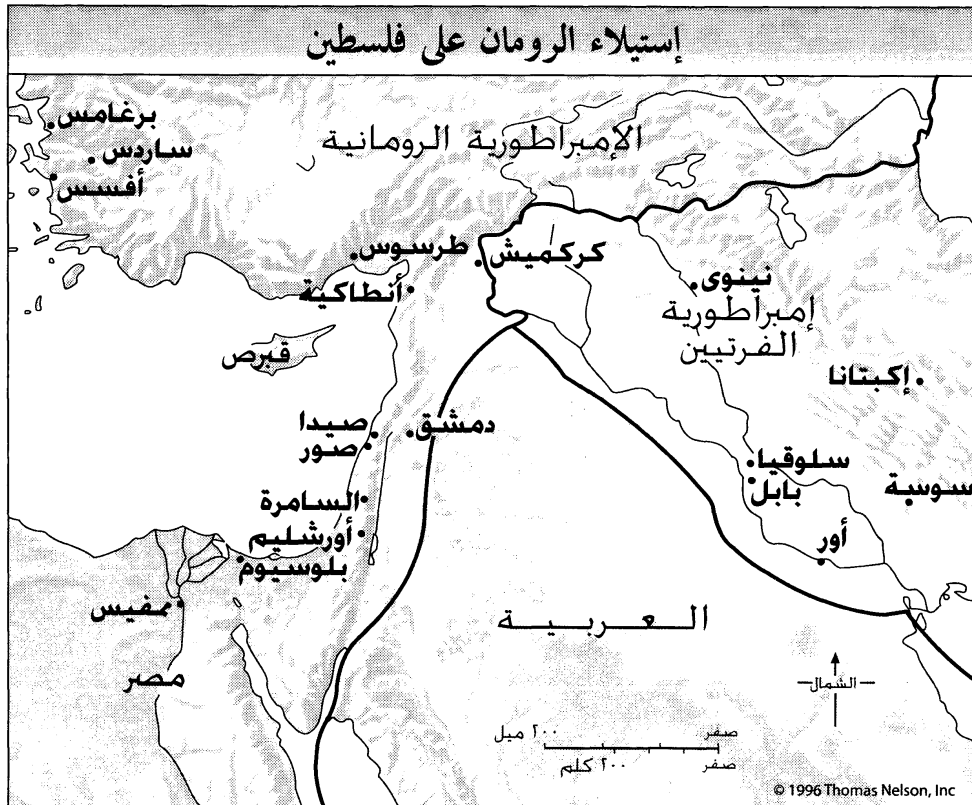 إستيلاء الرومان على فلسطين
برغامس
ساردس
أفسس
الإمبراطورية الرومانية
طرسوس
كركميش
أنطاكية
نينوى
إمبراطورية
الفرتيين
قبرص
إكبتانا
صيدا
صور
دمشق
سلوقيا
بابل
سوسة
السامرة
أورشليم
بلوسيوم
أور
ممفيس
العربية
مصر
الشمال
صفر ٢٠٠ ميل
صفر ٢٠٠ كلم
© 1996 Thomas Nelson, Inc